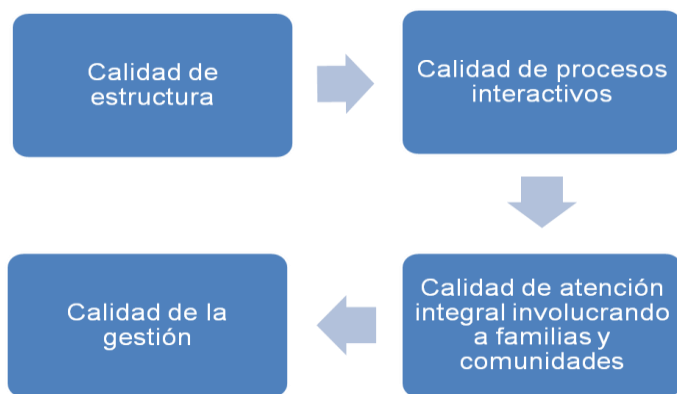 Calidad de
estructura
Calidad de procesos
interactivos
Calidad de la
gestión
Calidad de atención
integral involucrando
a familias y
comunidades